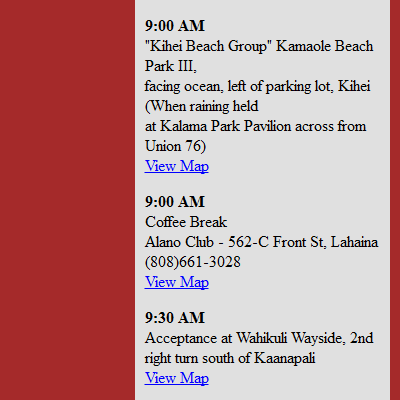 9:00 AM
"Kihei Beach Group" Kamaole Beach
Park III,
facing ocean, left of parking lot, Kihei
(When raining held
at Kalama Park Pavilion across from
Union 76)
View Map
9:00 AM
Coffee Break
Alano Club - 562-C Front St, Lahaina
(808)661-3028
View Map
9:30 AM
Acceptance at Wahikuli Wayside, 2nd
right turn south of Kaanapali
View Map